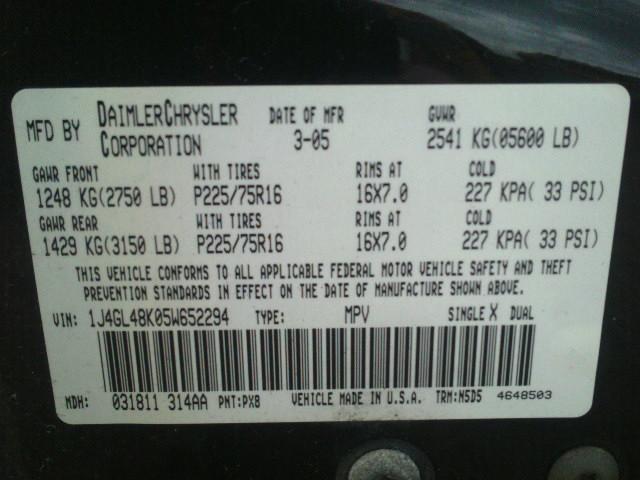 MFD BY DAIMLERCHRYSLER CORPORATION DATE OF MFR 3-05 GVWR 2541 KG(05600 LB)
GAWR FRONT WITH TIRES RIMS AT COLD
1248 KG(2750 LB) P225/75R16 16X7.0 227 KPA( 33 PSI)
GAWR REAR WITH TIRES RIMS AT COLD
1429 KG(3150 LB) P225/75R16 16X7.0 227 KPA( 33 PSI)
THIS VEHICLE CONFORMS TO ALL APPLICABLE FEDERAL MOTOR VEHICLE SAFETY AND THEFT
PREVENTION STANDARDS IN EFFECT ON THE DATE OF MANUFACTURE SHOWN ABOVE.
VIN: 1J4GL48K05W652294 TYPE: MPV SINGLE X DUAL
MDH: 031811 314AA PNT:PX8 VEHICLE MADE IN U.S.A. TRM:N5D5 4648503